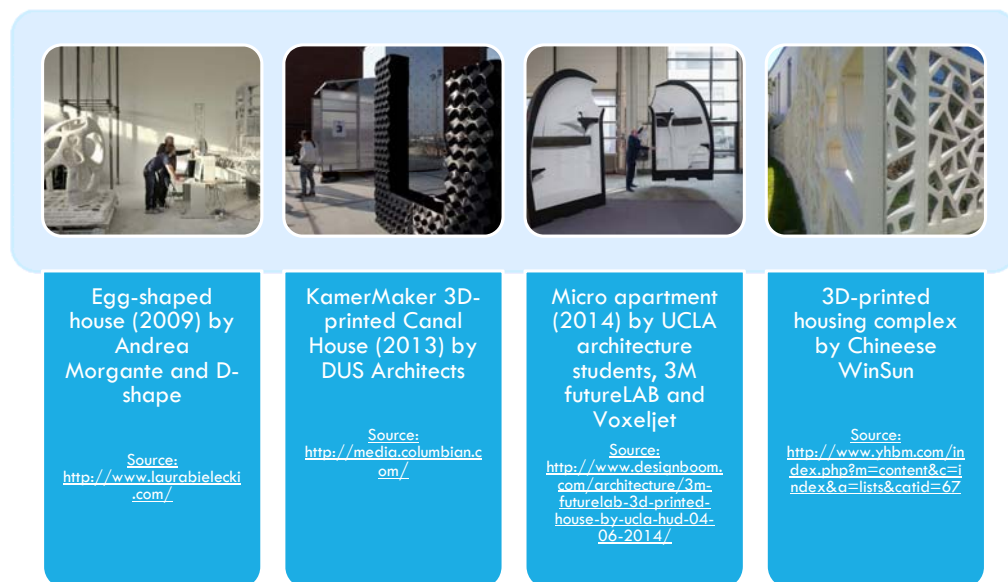 Egg-shaped
house (2009) by
Andrea
Morgante and D-
shape
Source:
http://www.laurabielecki
.com/
KamerMaker 3D-
printed Canal
House (2013) by
DUS Architects
Source:
http://media.columbian.c
om/
Micro apartment
(2014) by UCLA
architecture
students, 3M
futureLAB and
Voxeljet
Source:
http://www.designboom.
com/architecture/3m-
futurelab-3d-printed-
house-by-ucla-hud-04-
06-2014/
3D-printed
housing complex
by Chineese
WinSun
Source:
http://www.yhbm.com/in
dex.php?m=content&c=i
ndex&a=lists&catid=67